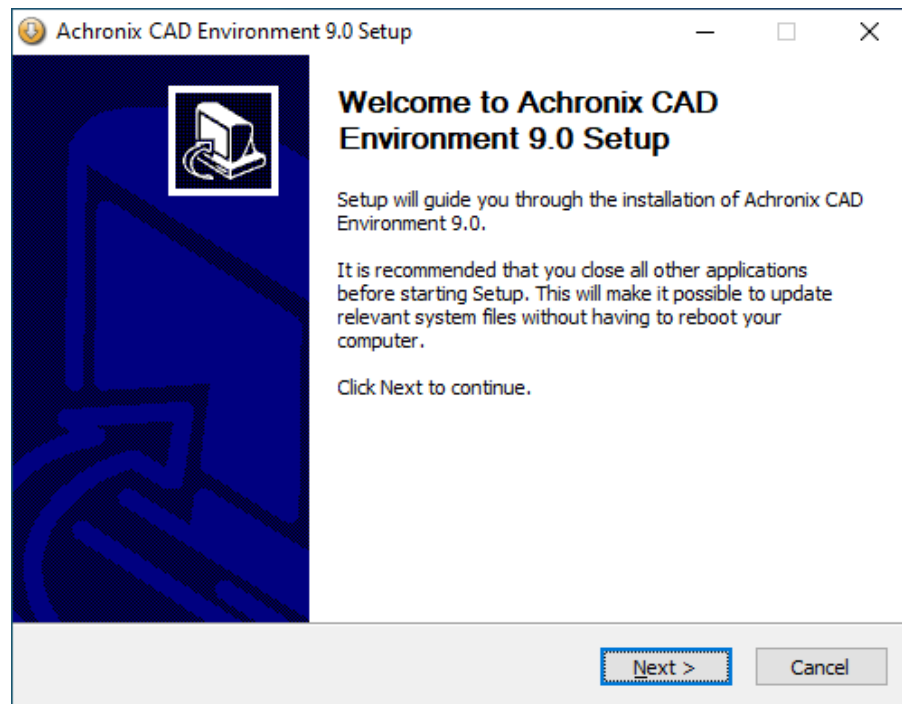 Achronix CAD Environment 9.0 Setup
Welcome to Achronix CAD
Environment 9.0 Setup
Setup will guide you through the installation of Achronix CAD
Environment 9.0.
It is recommended that you close all other applications
before starting Setup. This will make it possible to update
relevant system files without having to reboot your
computer.
Click Next to continue.
Next >
Cancel